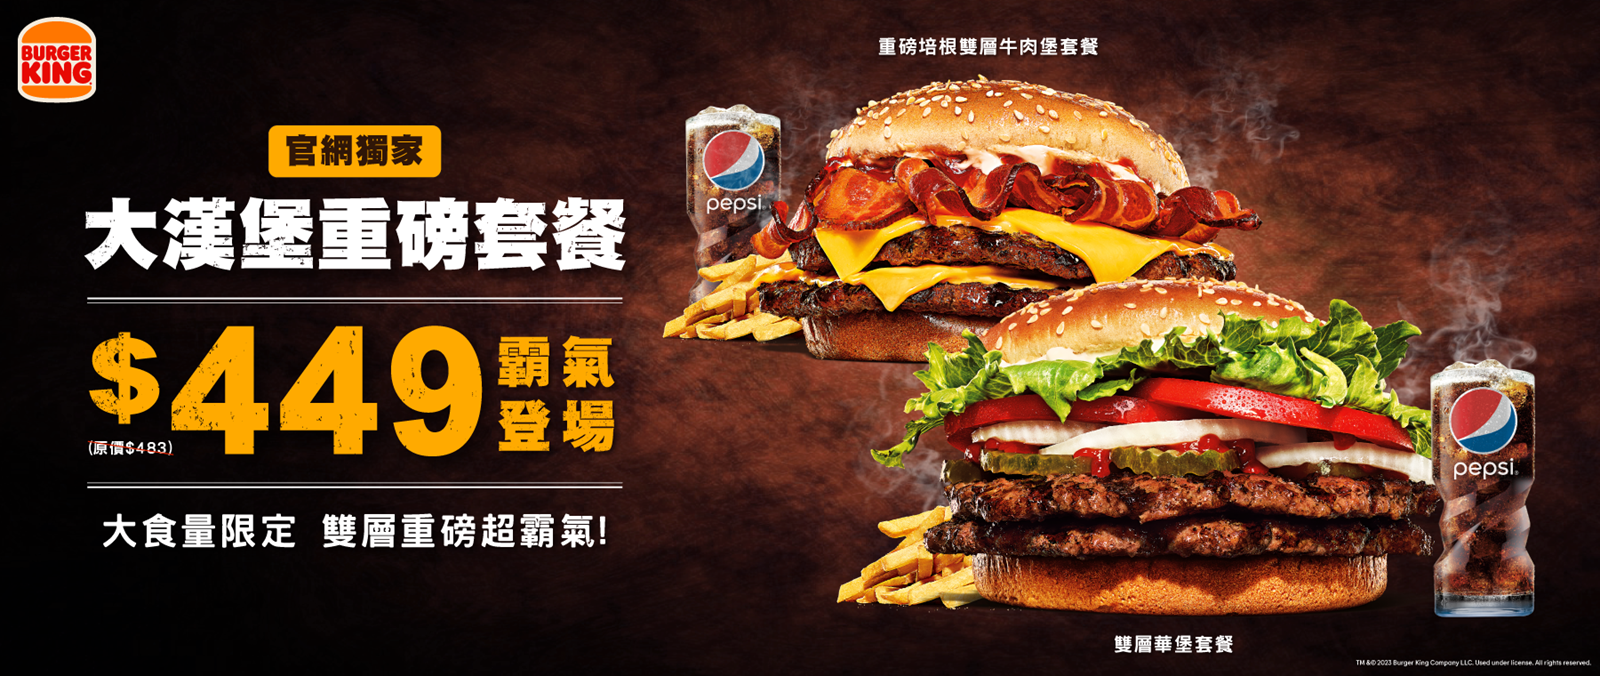 BURGER
KING
官網獨家
大漢堡重磅套餐
$449
霸氣
登場
(原價$483)
大食量限定 雙層重磅超霸氣!
重磅培根雙層牛肉堡套餐
pepsi
pepsi
雙層華堡套餐
TM &© 2023 Burger King Company LLC. Used under license. All rights reserved.